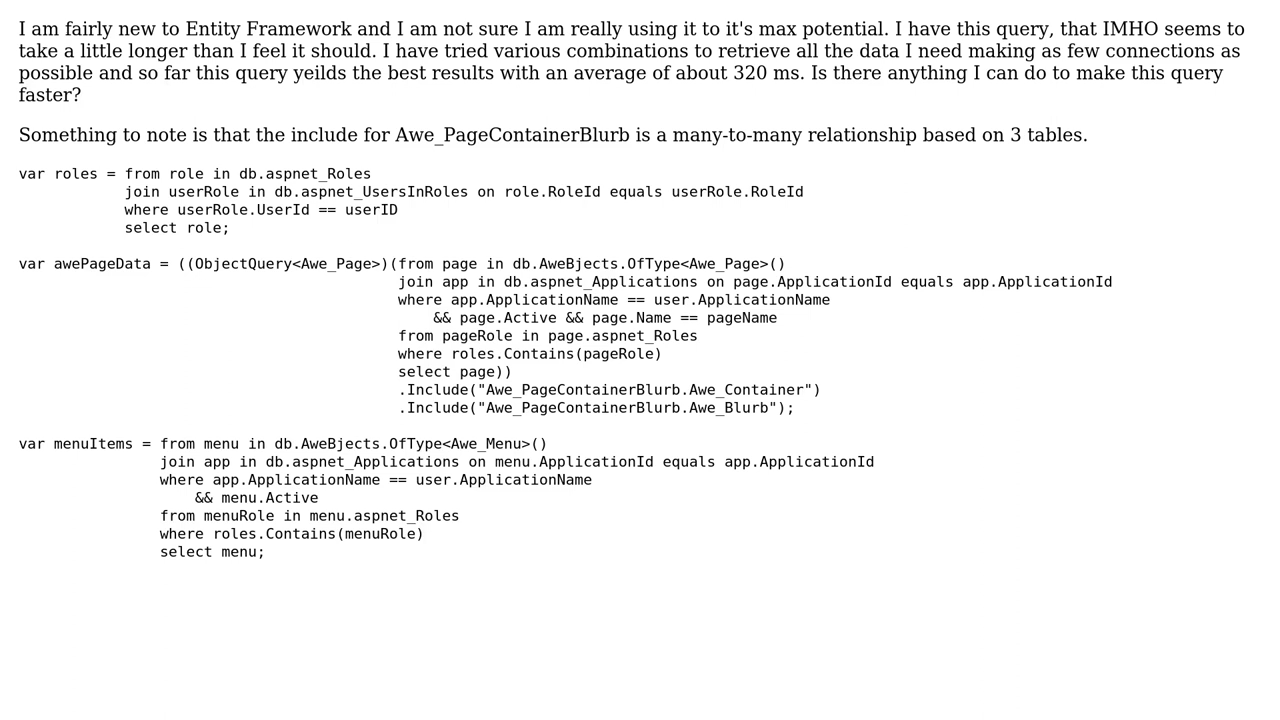 I am fairly new to Entity Framework and I am not sure I am really using it to it's max potential. I have this query, that IMHO seems to
take a little longer than I feel it should. I have tried various combinations to retrieve all the data I need making as few connections as
possible and so far this query yeilds the best results with an average of about 320 ms. Is there anything I can do to make this query
faster?

Something to note is that the include for Awe_PageContainerBlurb is a many-to-many relationship based on 3 tables.

var roles = from role in db.aspnet_Roles
            join userRole in db.aspnet_UsersInRoles on role.RoleId equals userRole.RoleId
            where userRole.UserId == userID
            select role;

var awePageData = ((ObjectQuery<Awe_Page>)(from page in db.AweBjects.OfType<Awe_Page>()
                                           join app in db.aspnet_Applications on page.ApplicationId equals app.ApplicationId
                                           where app.ApplicationName == user.ApplicationName
                                               && page.Active && page.Name == pageName
                                           from pageRole in page.aspnet_Roles
                                           where roles.Contains(pageRole)
                                           select page))
                                           .Include("Awe_PageContainerBlurb.Awe_Container")
                                           .Include("Awe_PageContainerBlurb.Awe_Blurb");

var menuItems = from menu in db.AweBjects.OfType<Awe_Menu>()
                join app in db.aspnet_Applications on menu.ApplicationId equals app.ApplicationId
                where app.ApplicationName == user.ApplicationName
                    && menu.Active
                from menuRole in menu.aspnet_Roles
                where roles.Contains(menuRole)
                select menu;